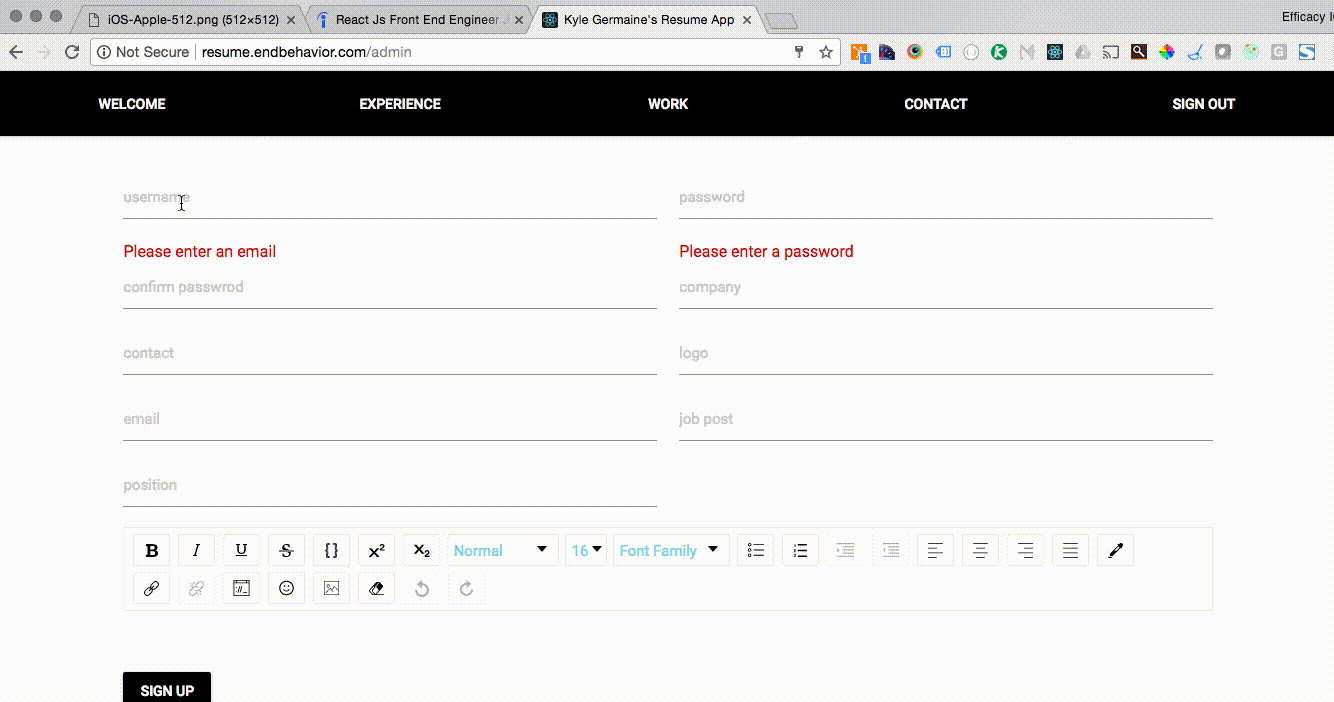 iOS-Apple-512.png (512×512)
React Js Front End Engineer
Kyle Germaine's Resume App
Efficacy
Not Secure
resume.endbehavior.com/admin
WELCOME
EXPERIENCE
WORK
CONTACT
SIGN OUT
username
password
Please enter an email
Please enter a password
confirm passwrod
company
contact
logo
email
job post
position
B
I
U
S
{}
x²
X₂
Normal
16
Font Family
SIGN UP